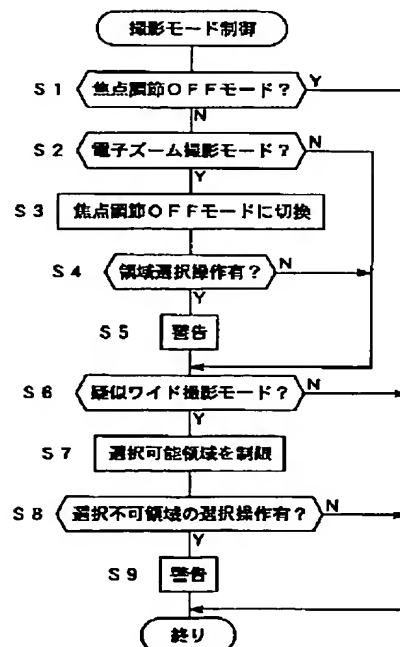 撮影モード制御
S1 焦点調節OFFモード? Y
N
S2 電子ズーム撮影モード? N
Y
S3 焦点調節OFFモードに切換
S4 領域選択操作有? N
Y
S5 警告
S6 疑似ワイド撮影モード? N
Y
S7 選択可能領域を制限
S8 選択不可領域の選択操作有? N
Y
S9 警告
終り